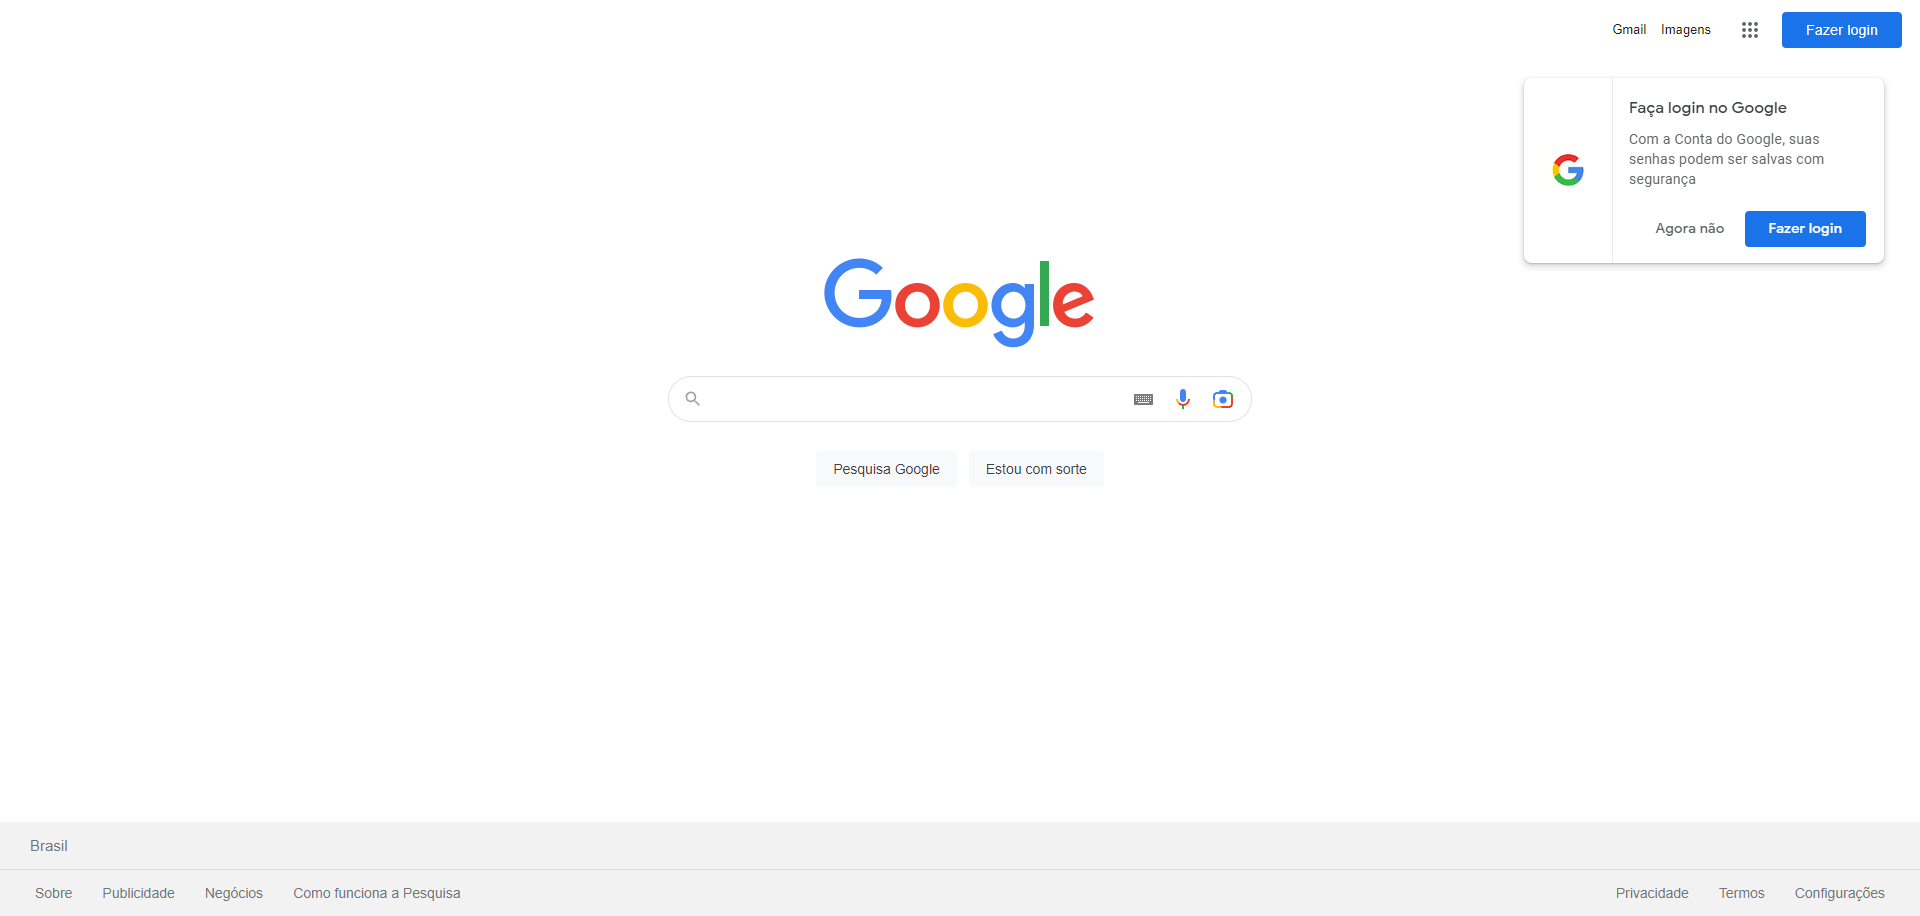 Gmail Imagens Fazer login
Faça login no Google
Com a Conta do Google, suas
senhas podem ser salvas com
segurança
Agora não Fazer login
Google
Pesquisa Google Estou com sorte
Brasil
Sobre Publicidade Negócios Como funciona a Pesquisa Privacidade Termos Configurações